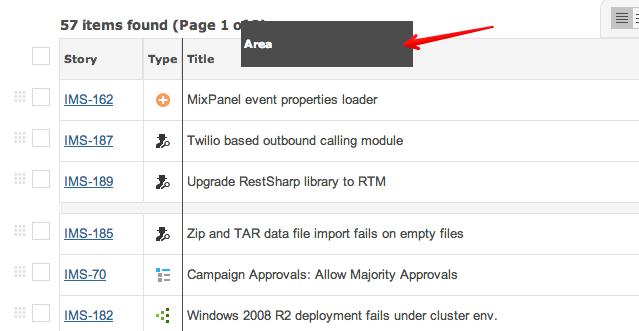 57 items found (Page 1 of
Area
Story Type Title
IMS-162 MixPanel event properties loader
IMS-187 Twilio based outbound calling module
IMS-189 Upgrade RestSharp library to RTM
IMS-185 Zip and TAR data file import fails on empty files
IMS-70 Campaign Approvals: Allow Majority Approvals
IMS-182 Windows 2008 R2 deployment fails under cluster env.